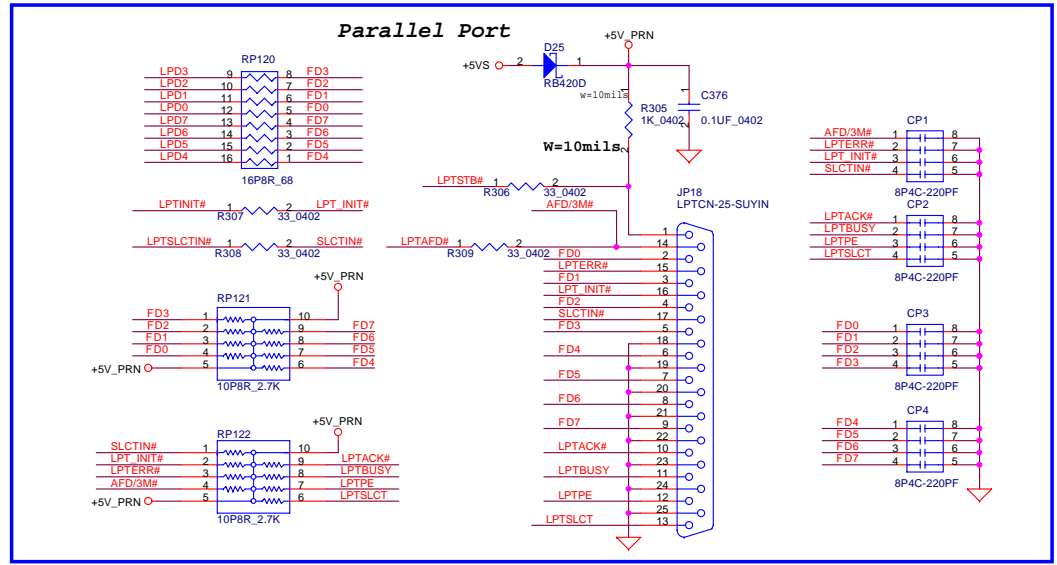 Parallel Port
RP120
LPD3 9 8 FD3
LPD2 10 7 FD2
LPD1 11 6 FD1
LPD0 12 5 FD0
LPD7 13 4 FD7
LPD6 14 3 FD6
LPD5 15 2 FD5
LPD4 16 1 FD4
16P8R_68
LPTINIT# 1 2 LPT_INIT#
R307 33_0402
LPTSLCTIN# 1 2 SLCTIN#
R308 33_0402
+5V_PRN
RP121
FD3 1 10
FD2 2 9 FD7
FD1 3 8 FD6
FD0 4 7 FD5
+5V_PRN 5 6 FD4
10P8R_2.7K
+5V_PRN
RP122
SLCTIN# 1 10
LPT_INIT# 2 9 LPTACK#
LPTERR# 3 8 LPTBUSY
AFD/3M# 4 7 LPTPE
+5V_PRN 5 6 LPTSLCT
10P8R_2.7K
+5V_PRN
D25
+5VS 2 1
RB420D
w=10mils
1
R305
1K_0402
2
W=10mils
1
C376
0.1UF_0402
2
LPTSTB# 1 2
R306 33_0402
AFD/3M#
LPTAFD# 1 2
R309 33_0402
JP18
LPTCN-25-SUYIN
1
14
FD0 2
LPTERR# 15
FD1 3
LPT_INIT# 16
FD2 4
SLCTIN# 17
FD3 5
18
FD4 6
19
FD5 7
20
FD6 8
21
FD7 9
22
LPTACK# 10
23
LPTBUSY 11
24
LPTPE 12
25
LPTSLCT 13
CP1
AFD/3M# 1 8
LPTERR# 2 7
LPT_INIT# 3 6
SLCTIN# 4 5
8P4C-220PF
CP2
LPTACK# 1 8
LPTBUSY 2 7
LPTPE 3 6
LPTSLCT 4 5
8P4C-220PF
CP3
FD0 1 8
FD1 2 7
FD2 3 6
FD3 4 5
8P4C-220PF
CP4
FD4 1 8
FD5 2 7
FD6 3 6
FD7 4 5
8P4C-220PF